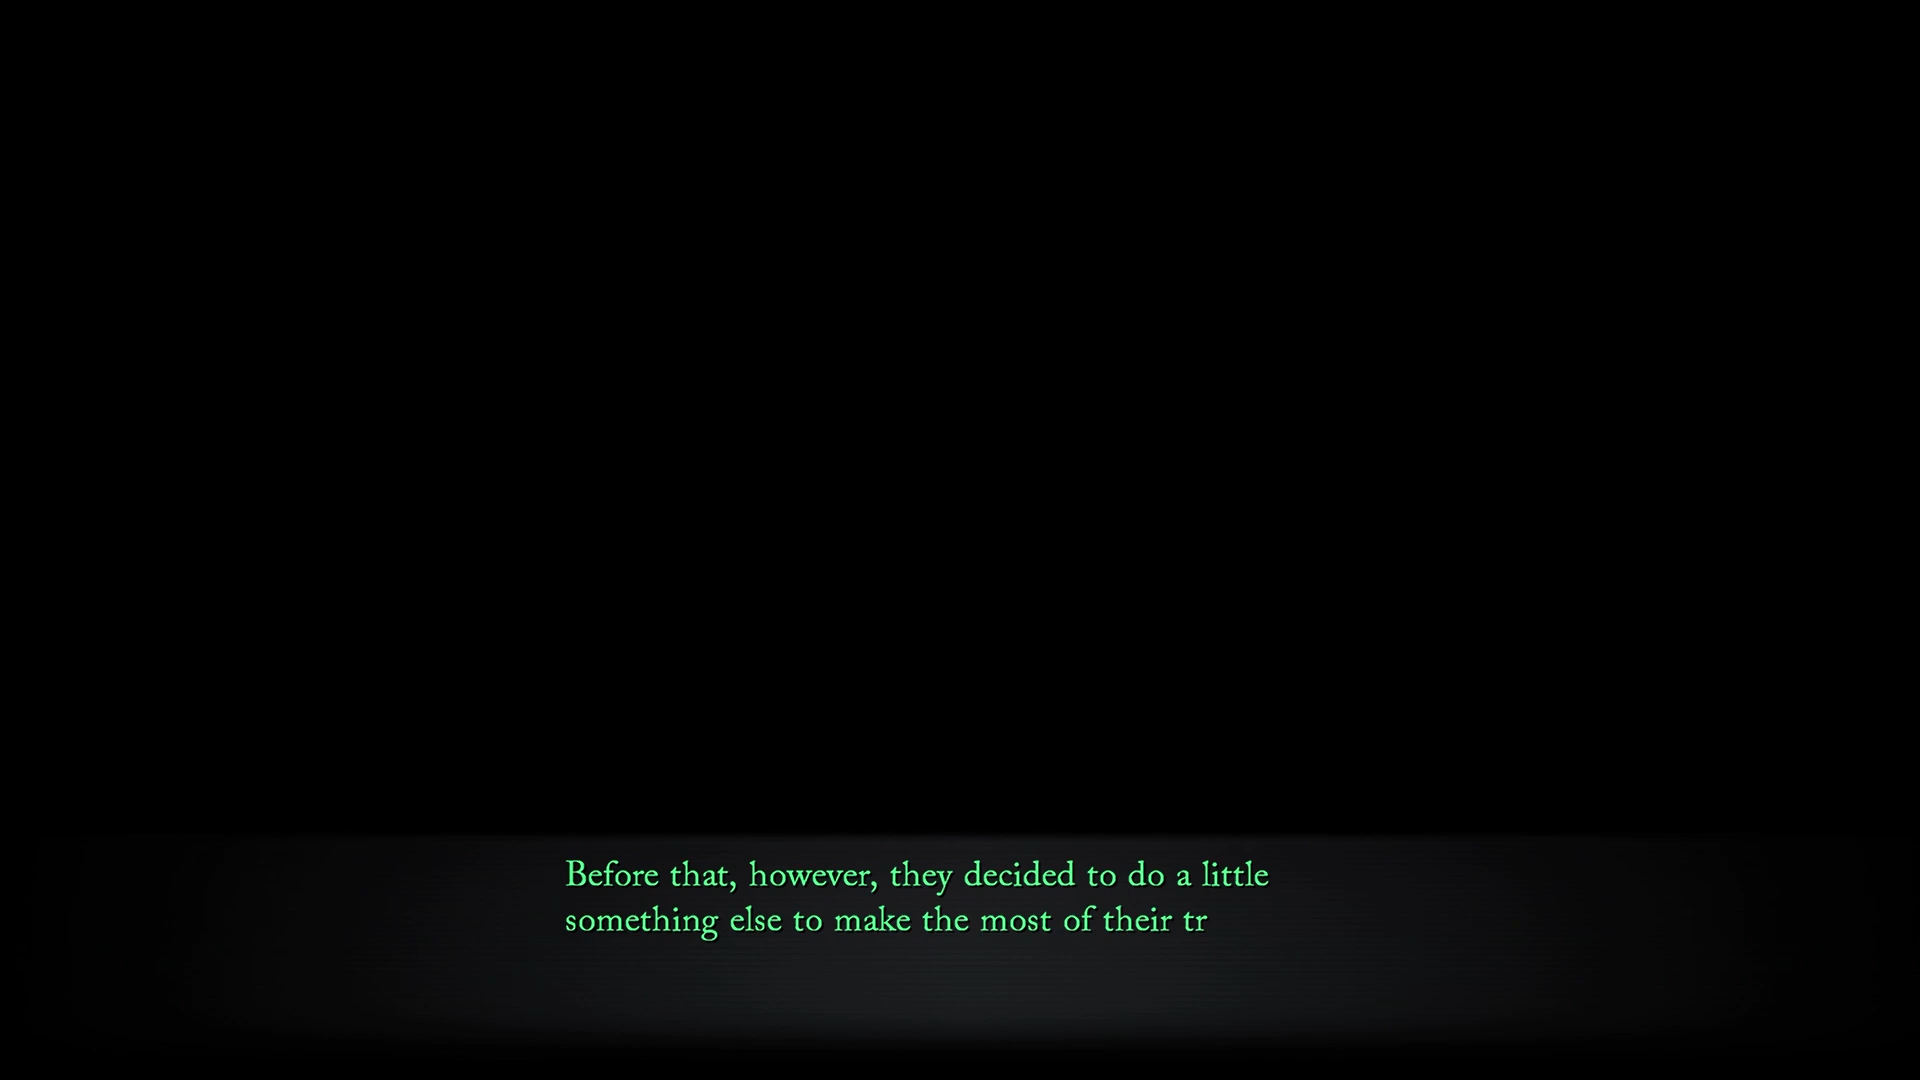 Before that, however, they decided to do a little
something else to make the most of their tr